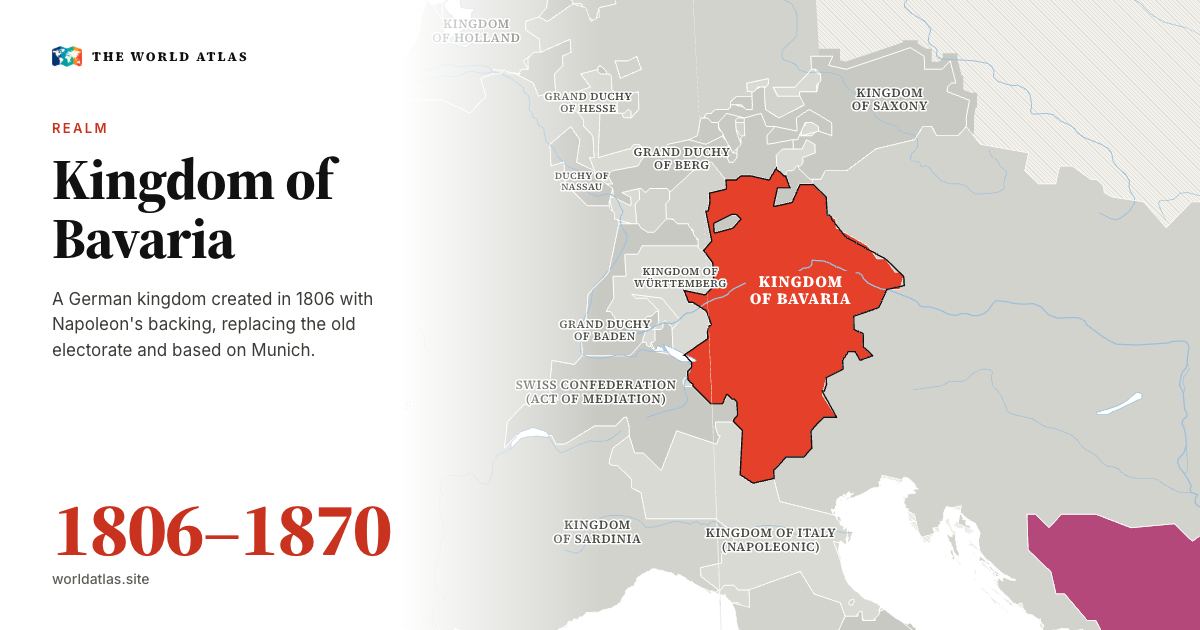 THE WORLD ATLAS
REALM
Kingdom of
Bavaria
A German kingdom created in 1806 with
Napoleon's backing, replacing the old
electorate and based on Munich.
1806–1870
worldatlas.site
KINGDOM
OF HOLLAND
GRAND DUCHY
OF HESSE
KINGDOM
OF SAXONY
GRAND DUCHY
OF BERG
DUCHY OF
NASSAU
KINGDOM OF
WÜRTTEMBERG
KINGDOM
OF BAVARIA
GRAND DUCHY
OF BADEN
SWISS CONFEDERATION
(ACT OF MEDIATION)
KINGDOM
OF SARDINIA
KINGDOM OF ITALY
(NAPOLEONIC)